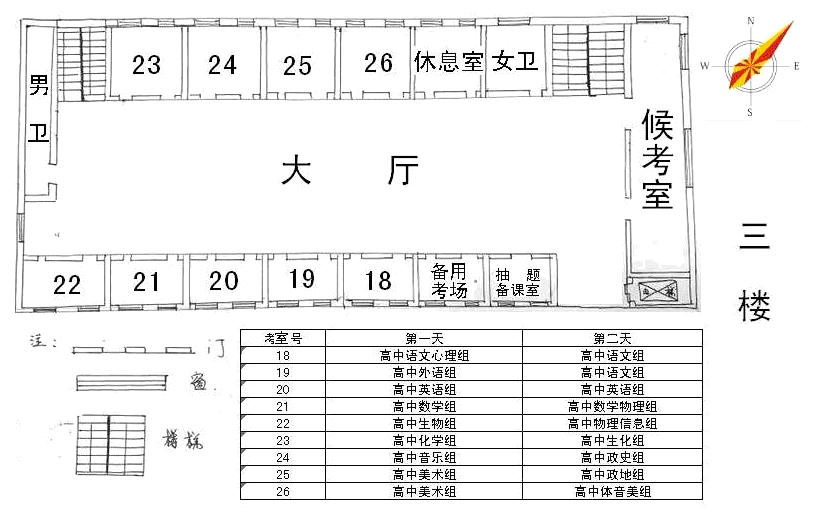 23 24 25 26 休息室 女卫
男卫
候考室
大厅
22 21 20 19 18 备用考场 抽题备课室
N
W E
S
三楼
注: 门
窗
楼梯
考室号 第一天 第二天
18 高中语文心理组 高中语文组
19 高中外语组 高中语文组
20 高中英语组 高中英语组
21 高中数学组 高中数学物理组
22 高中生物组 高中物理信息组
23 高中化学组 高中生化组
24 高中音乐组 高中政史组
25 高中美术组 高中政地组
26 高中美术组 高中体音美组